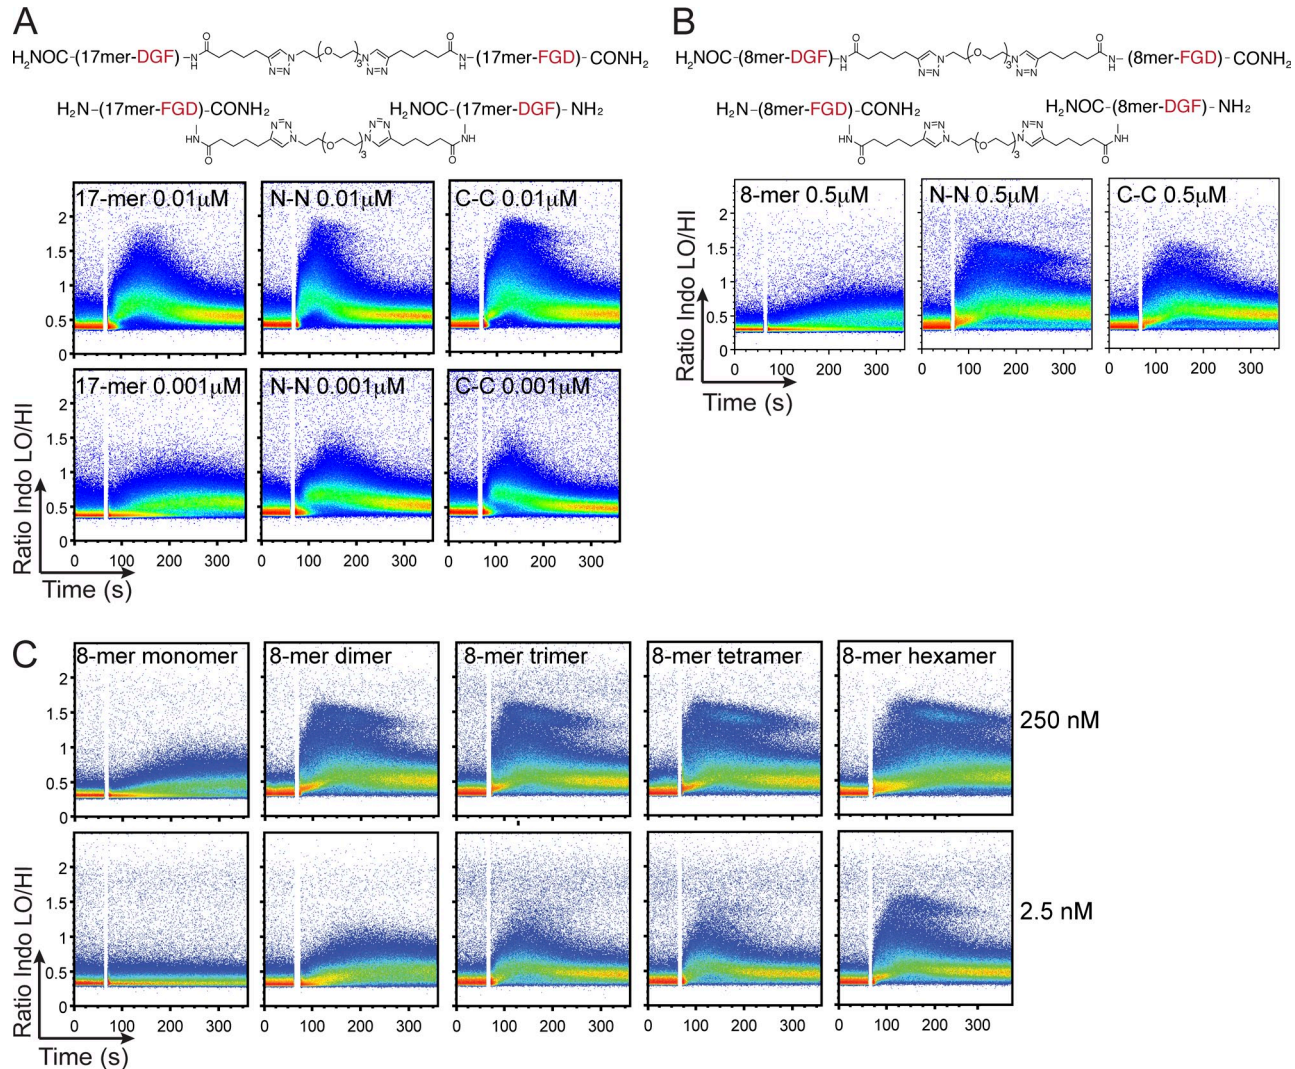 A
H₂NOC-(17mer-DGF)-NH O N N=N O 3 N N=N O NH-(17mer-FGD)-CONH₂
H₂N-(17mer-FGD)-CONH₂ H₂NOC-(17mer-DGF)-NH₂
HN O N=N N O 3 N N=N NH O
17-mer 0.01µM N-N 0.01µM C-C 0.01µM
2
1.5
1
0.5
0
17-mer 0.001µM N-N 0.001µM C-C 0.001µM
2
1.5
1
0.5
0
0 100 200 300 0 100 200 300 0 100 200 300
Ratio Indo LO/HI
Time (s)
B
H₂NOC-(8mer-DGF)-NH O N N=N O 3 N N=N O NH-(8mer-FGD)-CONH₂
H₂N-(8mer-FGD)-CONH₂ H₂NOC-(8mer-DGF)-NH₂
HN O N=N N O 3 N N=N NH O
8-mer 0.5µM N-N 0.5µM C-C 0.5µM
2
1.5
1
0.5
0
0 100 200 300 0 100 200 300 0 100 200 300
Ratio Indo LO/HI
Time (s)
C
8-mer monomer 8-mer dimer 8-mer trimer 8-mer tetramer 8-mer hexamer
2
1.5
1
0.5
0
250 nM
2
1.5
1
0.5
0
2.5 nM
0 100 200 300 0 100 200 300 0 100 200 300 0 100 200 300 0 100 200 300
Ratio Indo LO/HI
Time (s)